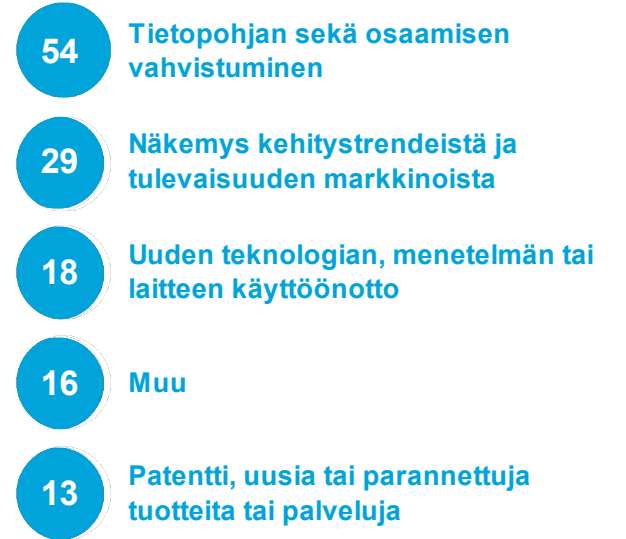 54
Tietopohjan sekä osaamisen
vahvistuminen
29
Näkemys kehitystrendeistä ja
tulevaisuuden markkinoista
18
Uuden teknologian, menetelmän tai
laitteen käyttöönotto
16
Muu
13
Patentti, uusia tai parannettuja
tuotteita tai palveluja